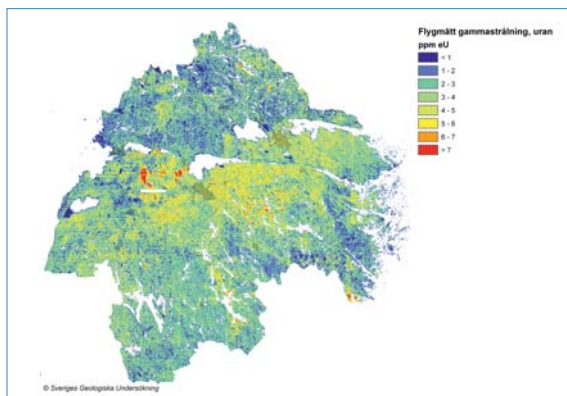 Flygmätt gammastrålning, uran
ppm eU
< 1
1 - 2
2 - 3
3 - 4
4 - 5
5 - 6
6 - 7
> 7
© Sveriges Geologiska Undersökning